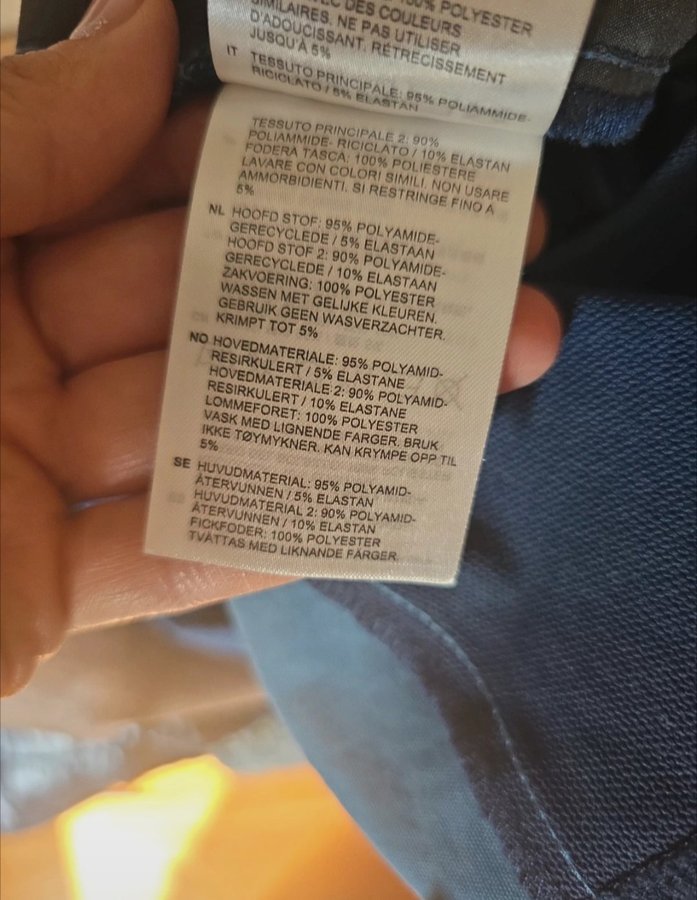 100% POLYESTER
AVEC DES COULEURS
SIMILAIRES. NE PAS UTILISER
D'ADOUCISSANT. RÉTRECISSEMENT
JUSQU'À 5%
IT TESSUTO PRINCIPALE: 95% POLIAMMIDE-
RICICLATO / 5% ELASTAN
TESSUTO PRINCIPALE 2: 90%
POLIAMMIDE- RICICLATO / 10% ELASTAN
FODERA TASCA: 100% POLIESTERE
LAVARE CON COLORI SIMILI. NON USARE
AMMORBIDIENTI. SI RESTRINGE FINO A
5%
NL HOOFD STOF: 95% POLYAMIDE-
GERECYCLEDE / 5% ELASTAAN
HOOFD STOF 2: 90% POLYAMIDE-
GERECYCLEDE / 10% ELASTAAN
ZAKVOERING: 100% POLYESTER
WASSEN MET GELIJKE KLEUREN.
GEBRUIK GEEN WASVERZACHTER.
KRIMPT TOT 5%
NO HOVEDMATERIALE: 95% POLYAMID-
RESIRKULERT / 5% ELASTANE
HOVEDMATERIALE 2: 90% POLYAMID-
RESIRKULERT / 10% ELASTANE
LOMMEFORET: 100% POLYESTER
VASK MED LIGNENDE FARGER. BRUK
IKKE TØYMYKNER. KAN KRYMPE OPP TIL
5%
SE HUVUDMATERIAL: 95% POLYAMID-
ÅTERVUNNEN / 5% ELASTAN
HUVUDMATERIAL 2: 90% POLYAMID-
ÅTERVUNNEN / 10% ELASTAN
FICKFODER: 100% POLYESTER
TVÄTTAS MED LIKNANDE FÄRGER.